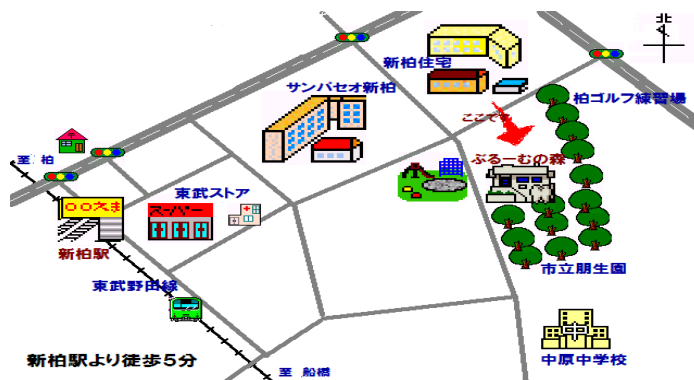 北
新柏住宅
サンパセオ新柏
柏ゴルフ練習場
ここです
ぶるーむの森
至 柏
東武ストア
スーパー
新柏駅
東武野田線
市立朋生園
中原中学校
新柏駅より徒歩5分
至 船橋